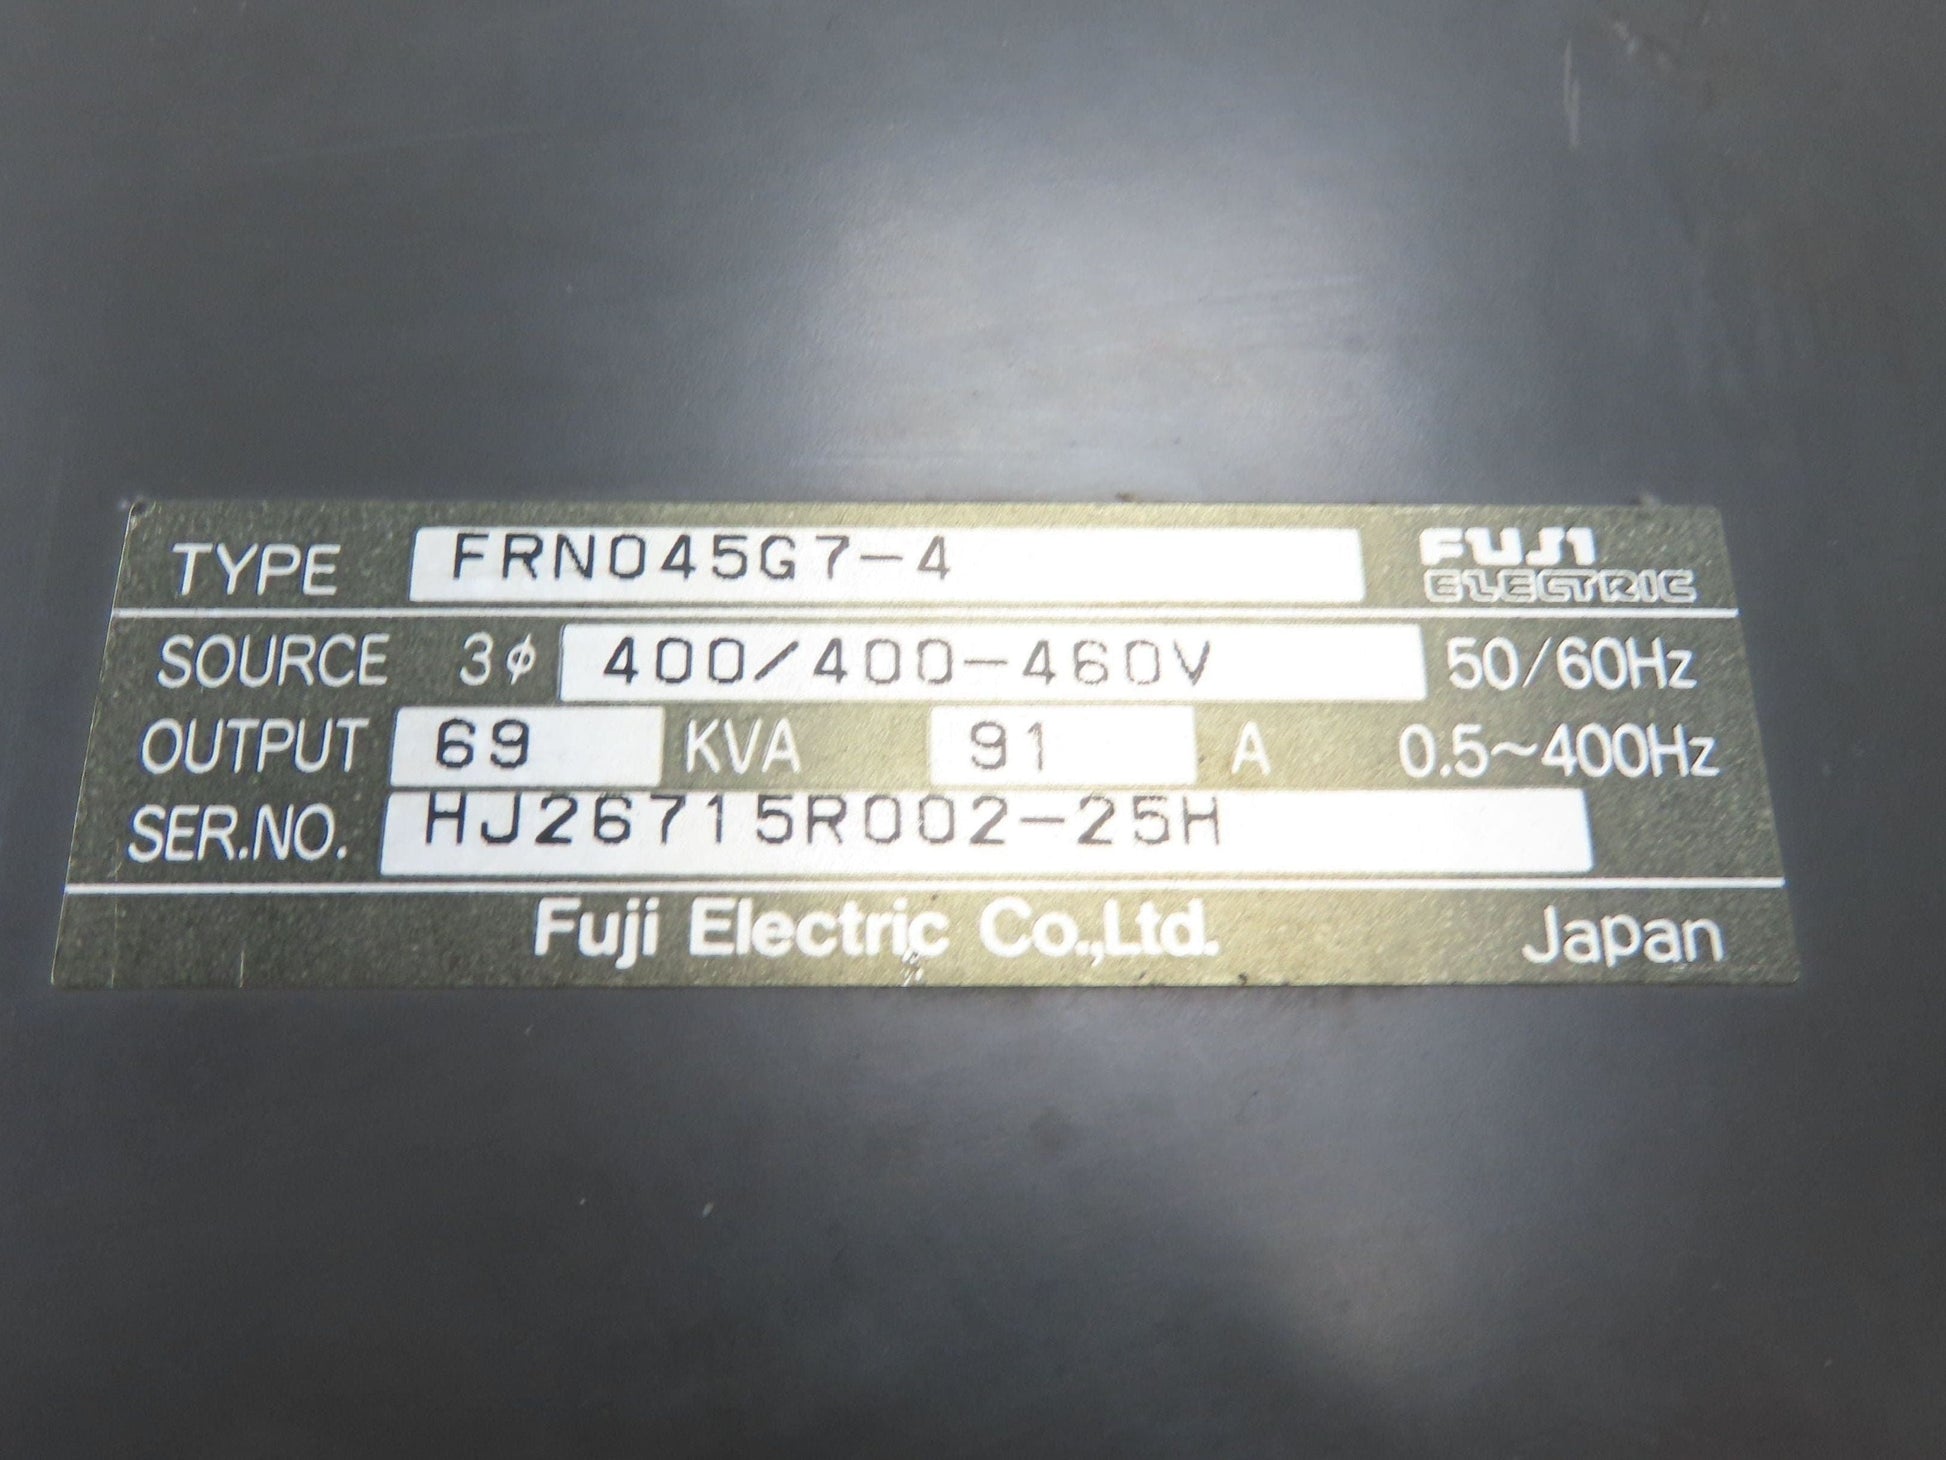 TYPE FRN045G7-4 FUJI ELECTRIC
SOURCE 3φ 400/400-460V 50/60Hz
OUTPUT 69 KVA 91 A 0.5~400Hz
SER.NO. HJ26715R002-25H
Fuji Electric Co.,Ltd. Japan